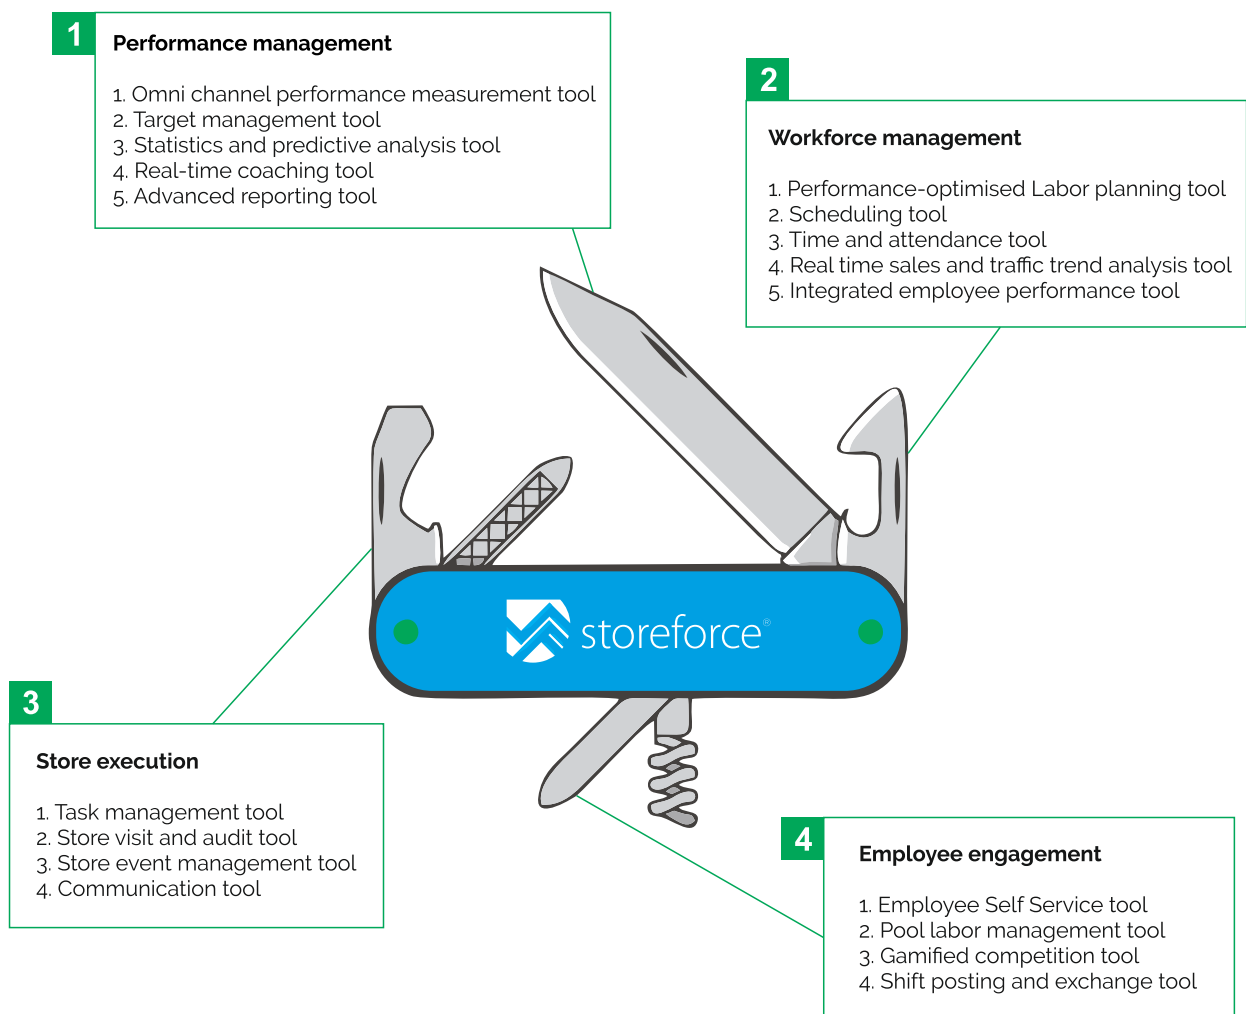 1
Performance management
1. Omni channel performance measurement tool
2. Target management tool
3. Statistics and predictive analysis tool
4. Real-time coaching tool
5. Advanced reporting tool
2
Workforce management
1. Performance-optimised Labor planning tool
2. Scheduling tool
3. Time and attendance tool
4. Real time sales and traffic trend analysis tool
5. Integrated employee performance tool
storeforce®
3
Store execution
1. Task management tool
2. Store visit and audit tool
3. Store event management tool
4. Communication tool
4
Employee engagement
1. Employee Self Service tool
2. Pool labor management tool
3. Gamified competition tool
4. Shift posting and exchange tool